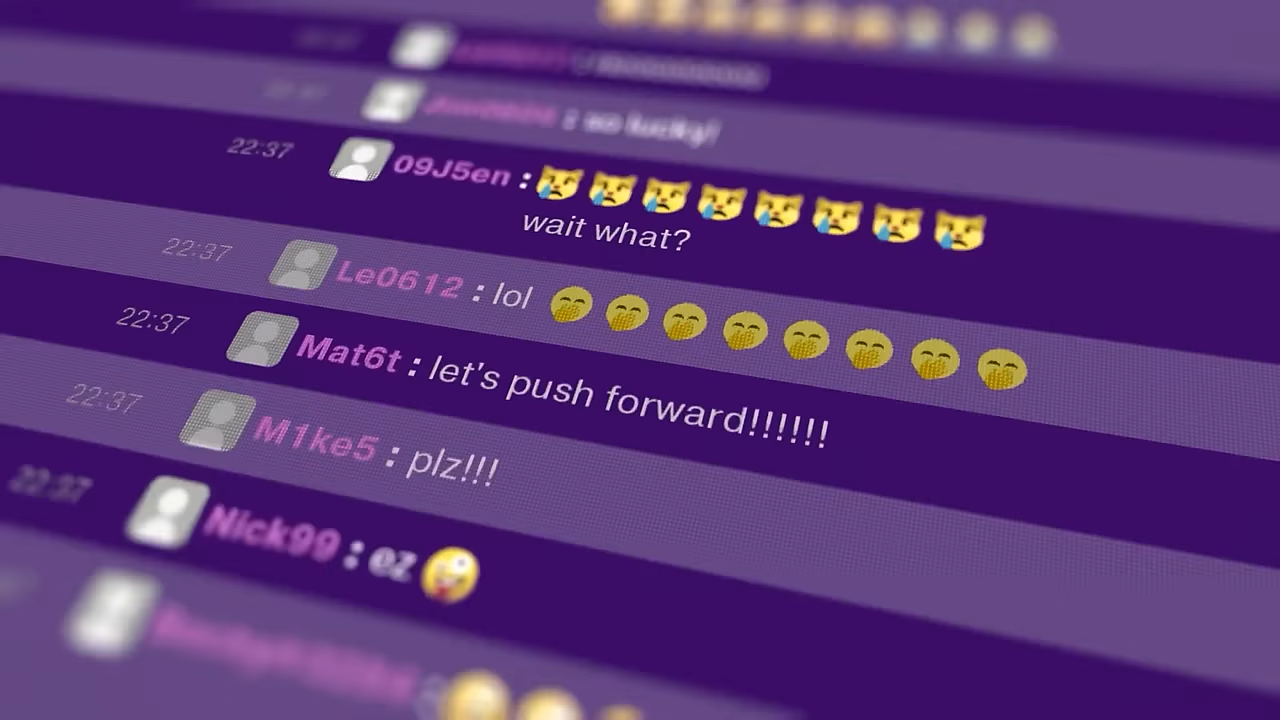 : so lucky!
22:37 09J5en : 😿😿😿😿😿😿😿😿
wait what?
22:37 Le0612 : lol 🤭🤭🤭🤭🤭🤭🤭🤭
22:37 Mat6t : let's push forward!!!!!!
22:37 M1ke5 : plz!!!
22:37 Nick99 : ez 🤪